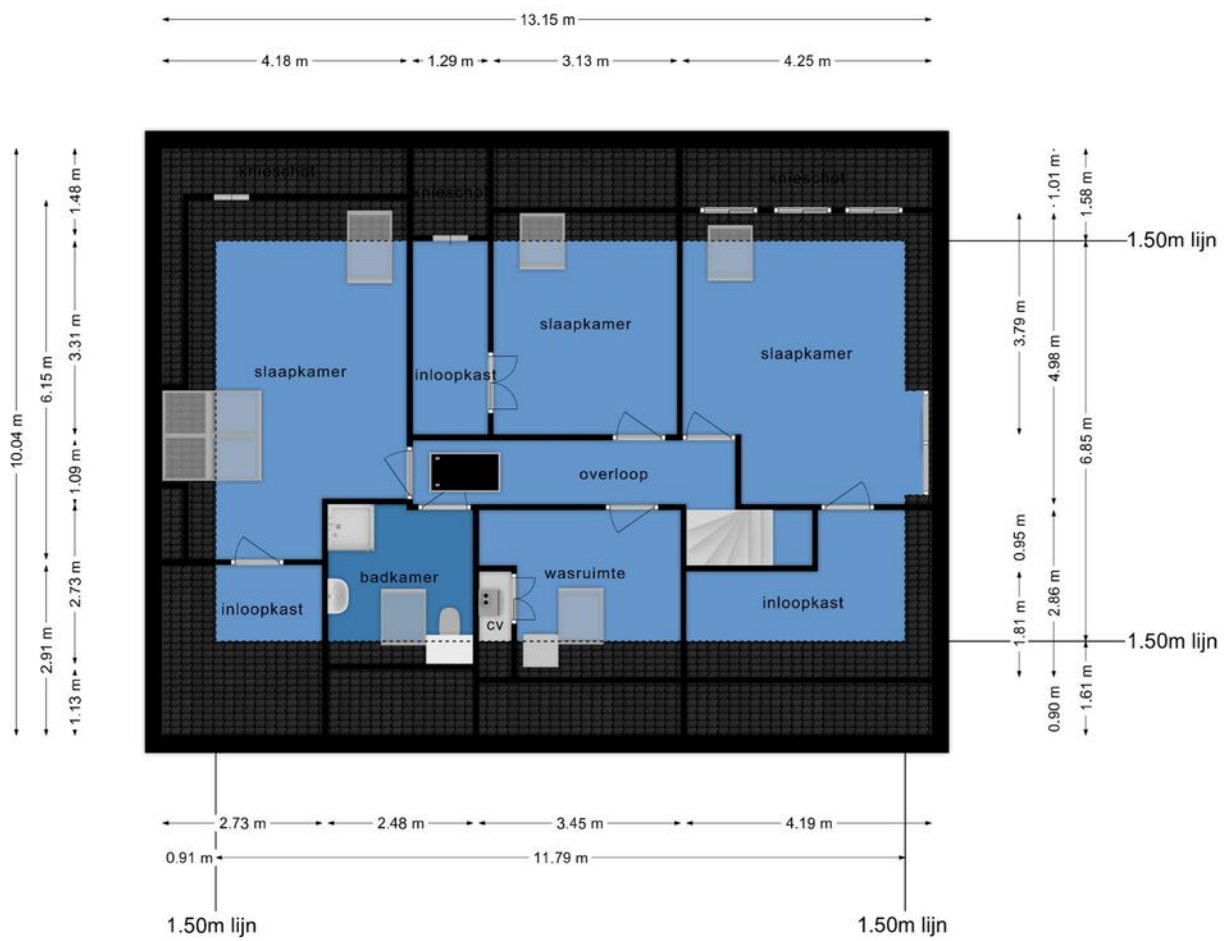 13.15 m
4.18 m
1.29 m
3.13 m
4.25 m
knieschot
knieschot
knieschot
10.04 m
6.15 m
2.91 m
1.48 m
3.31 m
1.09 m
2.73 m
1.13 m
1.01 m
1.58 m
3.79 m
4.98 m
6.85 m
0.95 m
1.81 m
2.86 m
0.90 m
1.61 m
1.50m lijn
slaapkamer
slaapkamer
slaapkamer
inloopkast
overloop
badkamer
wasruimte
inloopkast
inloopkast
cv
1.50m lijn
2.73 m
2.48 m
3.45 m
4.19 m
0.91 m
11.79 m
1.50m lijn
1.50m lijn